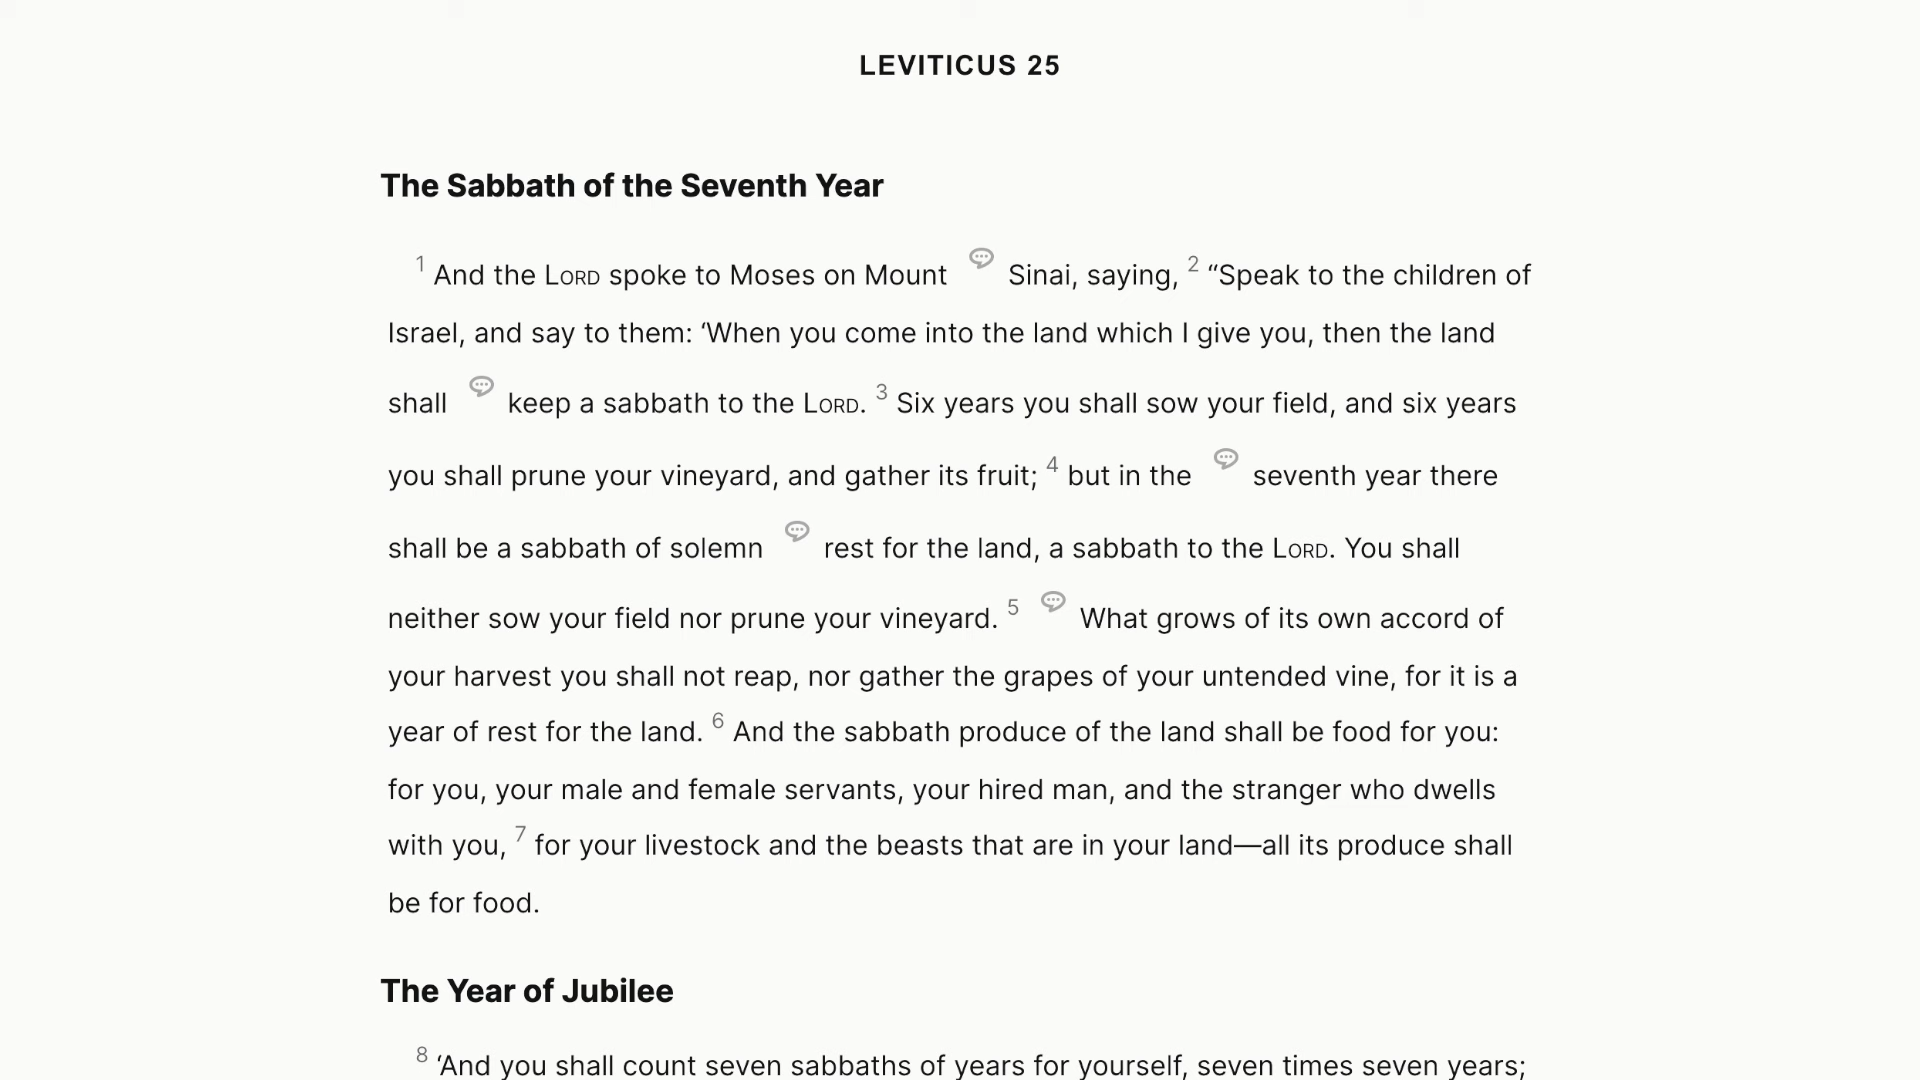 LEVITICUS 25
The Sabbath of the Seventh Year
1 And the LORD spoke to Moses on Mount Sinai, saying, 2 “Speak to the children of
Israel, and say to them: ‘When you come into the land which I give you, then the land
shall keep a sabbath to the LORD. 3 Six years you shall sow your field, and six years
you shall prune your vineyard, and gather its fruit; 4 but in the seventh year there
shall be a sabbath of solemn rest for the land, a sabbath to the LORD. You shall
neither sow your field nor prune your vineyard. 5 What grows of its own accord of
your harvest you shall not reap, nor gather the grapes of your untended vine, for it is a
year of rest for the land. 6 And the sabbath produce of the land shall be food for you:
for you, your male and female servants, your hired man, and the stranger who dwells
with you, 7 for your livestock and the beasts that are in your land—all its produce shall
be for food.
The Year of Jubilee
8 ‘And you shall count seven sabbaths of years for yourself, seven times seven years;